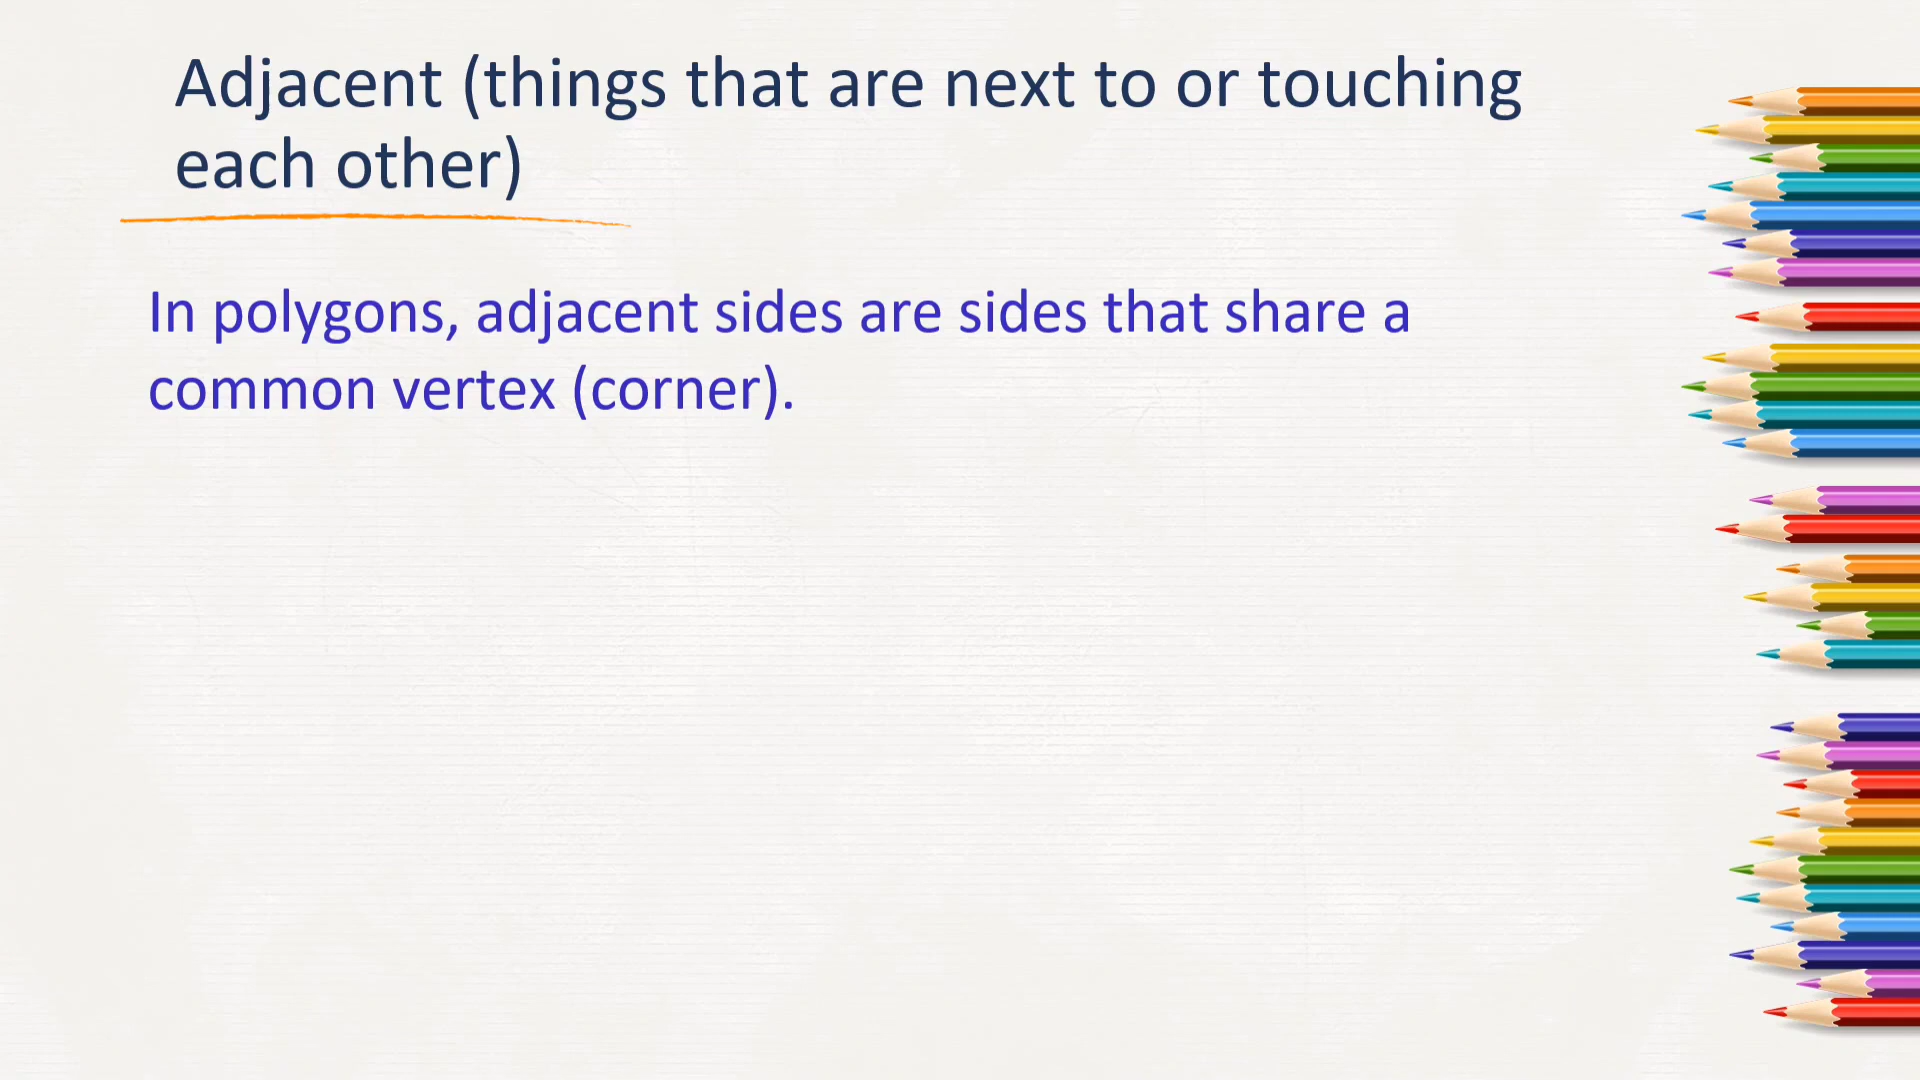 Adjacent (things that are next to or touching
each other)
In polygons, adjacent sides are sides that share a
common vertex (corner).